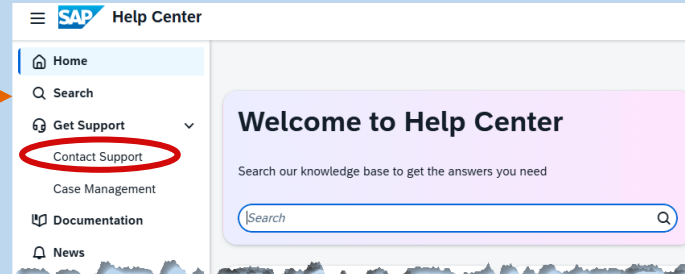 SAP Help Center
Home
Search
Get Support
Contact Support
Case Management
Documentation
News
Welcome to Help Center
Search our knowledge base to get the answers you need
Search